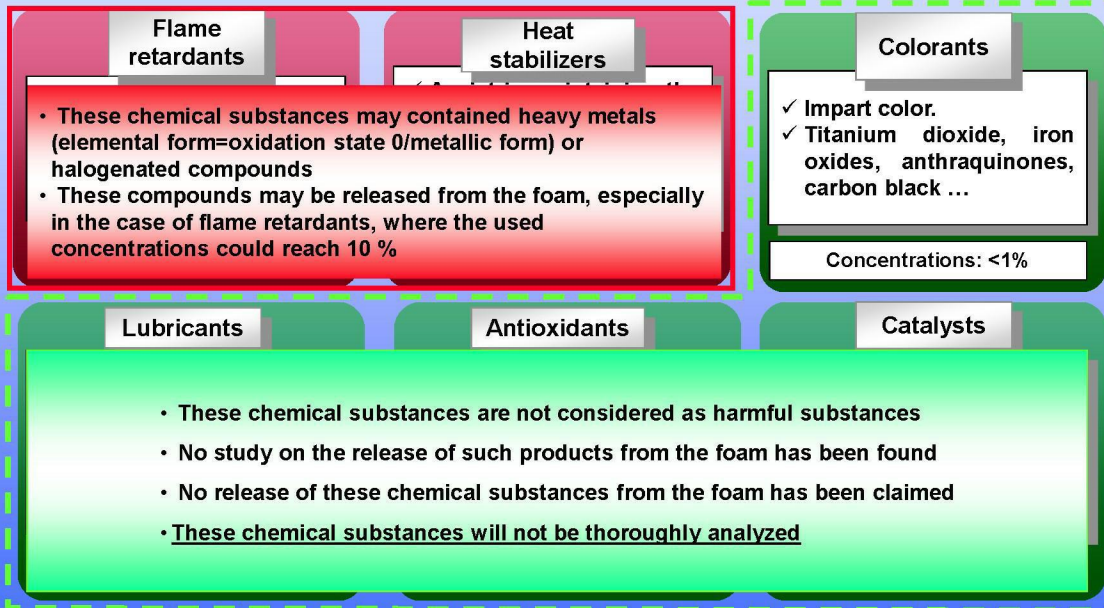 Flame
retardants
Heat
stabilizers
• These chemical substances may contained heavy metals
(elemental form=oxidation state 0/metallic form) or
halogenated compounds
• These compounds may be released from the foam, especially
in the case of flame retardants, where the used
concentrations could reach 10 %
Colorants
✓ Impart color.
✓ Titanium dioxide, iron
oxides, anthraquinones,
carbon black ...
Concentrations: <1%
Lubricants
Antioxidants
Catalysts
• These chemical substances are not considered as harmful substances
• No study on the release of such products from the foam has been found
• No release of these chemical substances from the foam has been claimed
• These chemical substances will not be thoroughly analyzed